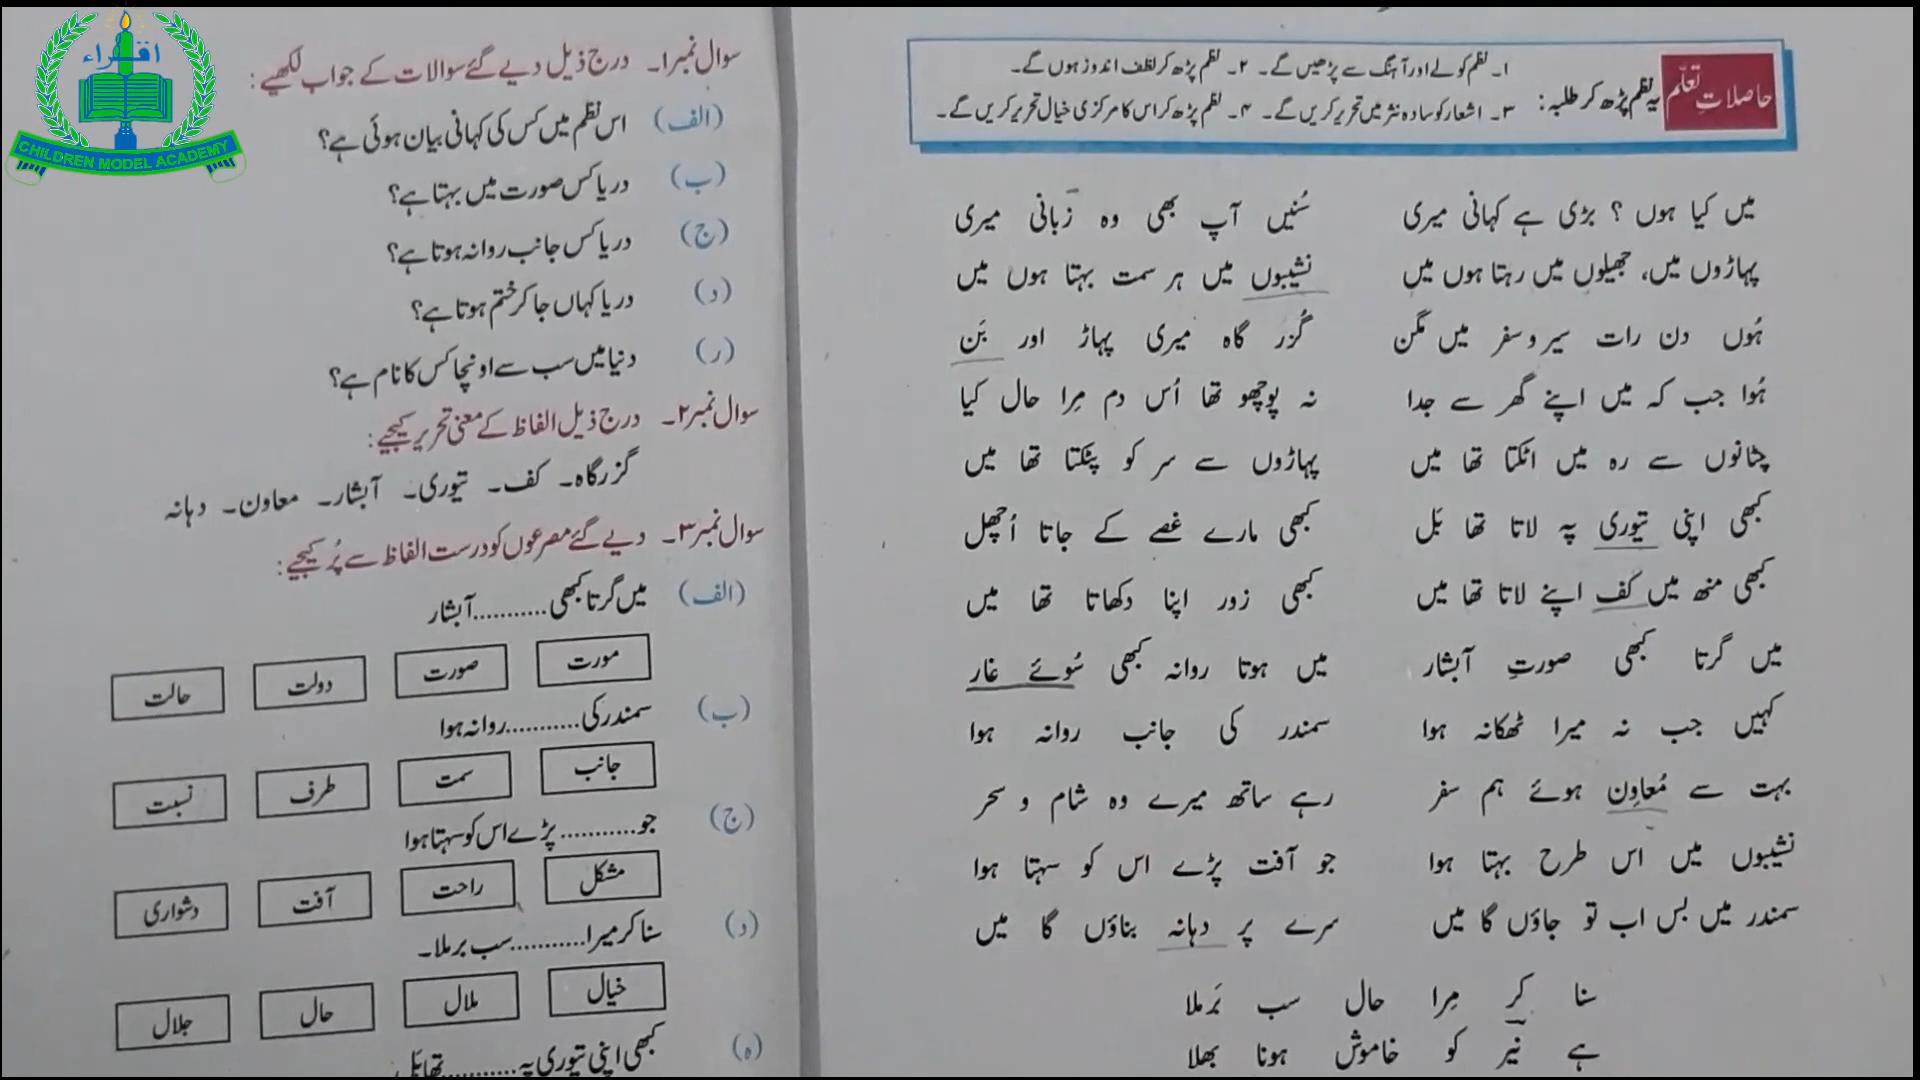 اقراء
CHILDREN MODEL ACADEMY
حاصلاتِ تعلّم
یہ نظم پڑھ کر طلبہ:
۱۔ نظم کو لے اور آہنگ سے پڑھیں گے۔ ۲۔ نظم پڑھ کر لطف اندوز ہوں گے۔
۳۔ اشعار کو سادہ نثر میں تحریر کریں گے۔ ۴۔ نظم پڑھ کر اس کا مرکزی خیال تحریر کریں گے۔
میں کیا ہوں ؟ بڑی ہے کہانی میری سُنیں آپ بھی وہ زبانی میری
پہاڑوں میں، جھیلوں میں رہتا ہوں میں نشیبوں میں ہر سمت بہتا ہوں میں
ہُوں دن رات سیر و سفر میں مگن گُزر گاہ میری پہاڑ اور بَن
ہُوا جب کہ میں اپنے گھر سے جدا نہ پوچھو تھا اُس دم مِرا حال کیا
چٹانوں سے رہ میں اٹکتا تھا میں پہاڑوں سے سر کو پٹکتا تھا میں
کبھی اپنی تیوری پہ لاتا تھا بَل کبھی مارے غصے کے جاتا اُچھل
کبھی منھ میں کف اپنے لاتا تھا میں کبھی زور اپنا دکھاتا تھا میں
میں گرتا کبھی صورتِ آبشار میں ہوتا روانہ کبھی سُوئے غار
کہیں جب نہ میرا ٹھکانہ ہوا سمندر کی جانب روانہ ہوا
بہت سے مُعاوِن ہوئے ہم سفر رہے ساتھ میرے وہ شام و سحر
نشیبوں میں اس طرح بہتا ہوا جو آفت پڑے اس کو سہتا ہوا
سمندر میں بس اب تو جاؤں گا میں سرے پر دہانہ بناؤں گا میں
سنا کر مِرا حال سب بَرملا
ہے نیّر کو خاموش ہونا بھلا
سوال نمبر۱۔ درج ذیل دیے گئے سوالات کے جواب لکھیے:
(الف) اس نظم میں کس کی کہانی بیان ہوئی ہے؟
(ب) دریا کس صورت میں بہتا ہے؟
(ج) دریا کس جانب روانہ ہوتا ہے؟
(د) دریا کہاں جا کر ختم ہوتا ہے؟
(ر) دنیا میں سب سے اونچا کس کا نام ہے؟
سوال نمبر۲۔ درج ذیل الفاظ کے معنی تحریر کیجیے:
گزرگاہ۔ کف۔ تیوری۔ آبشار۔ معاون۔ دہانہ
سوال نمبر۳۔ دیے گئے مصرعوں کو درست الفاظ سے پُر کیجیے:
(الف) میں گرتا کبھی ........... آبشار
مورت صورت دولت حالت
(ب) سمندر کی ........... روانہ ہوا
جانب سمت طرف نسبت
(ج) جو ........... پڑے اس کو سہتا ہوا
مشکل راحت آفت دشواری
(د) سنا کر میرا ........... سب برملا۔
خیال ملال حال جلال
(ہ) کبھی اپنی تیوری پہ ........... تھا بَل